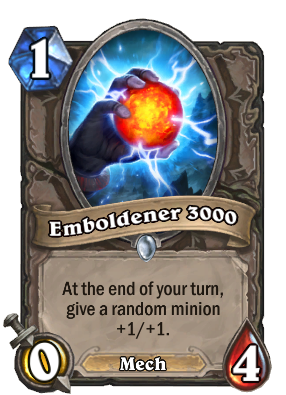 1
Emboldener 3000
At the end of your turn,
give a random minion
+1/+1.
0
Mech
4